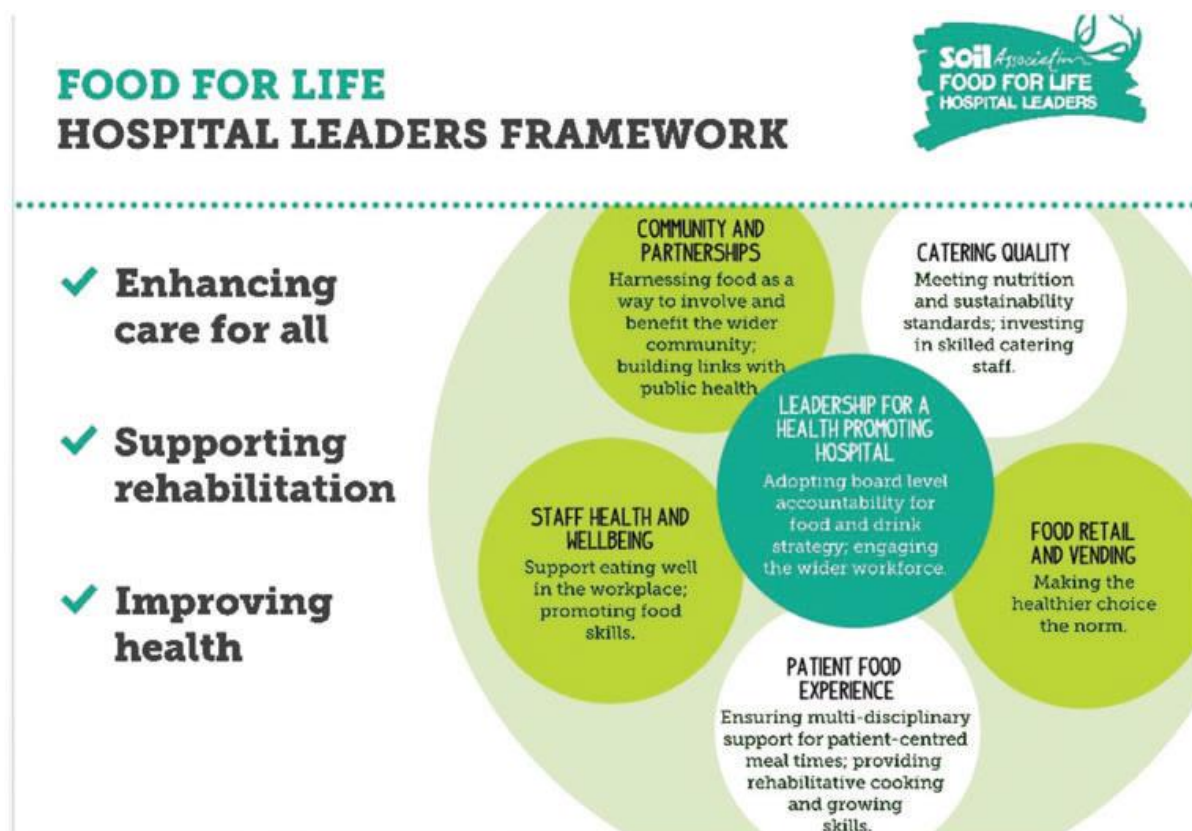 FOOD FOR LIFE
HOSPITAL LEADERS FRAMEWORK
Soil Association
FOOD FOR LIFE
HOSPITAL LEADERS
Enhancing
care for all
Supporting
rehabilitation
Improving
health
COMMUNITY AND
PARTNERSHIPS
Harnessing food as a
way to involve and
benefit the wider
community;
building links with
public health.
CATERING QUALITY
Meeting nutrition
and sustainability
standards; investing
in skilled catering
staff.
LEADERSHIP FOR A
HEALTH PROMOTING
HOSPITAL
Adopting board level
accountability for
food and drink
strategy; engaging
the wider workforce.
STAFF HEALTH AND
WELLBEING
Support eating well
in the workplace;
promoting food
skills.
FOOD RETAIL
AND VENDING
Making the
healthier choice
the norm.
PATIENT FOOD
EXPERIENCE
Ensuring multi-disciplinary
support for patient-centred
meal times; providing
rehabilitative cooking
and growing
skills.